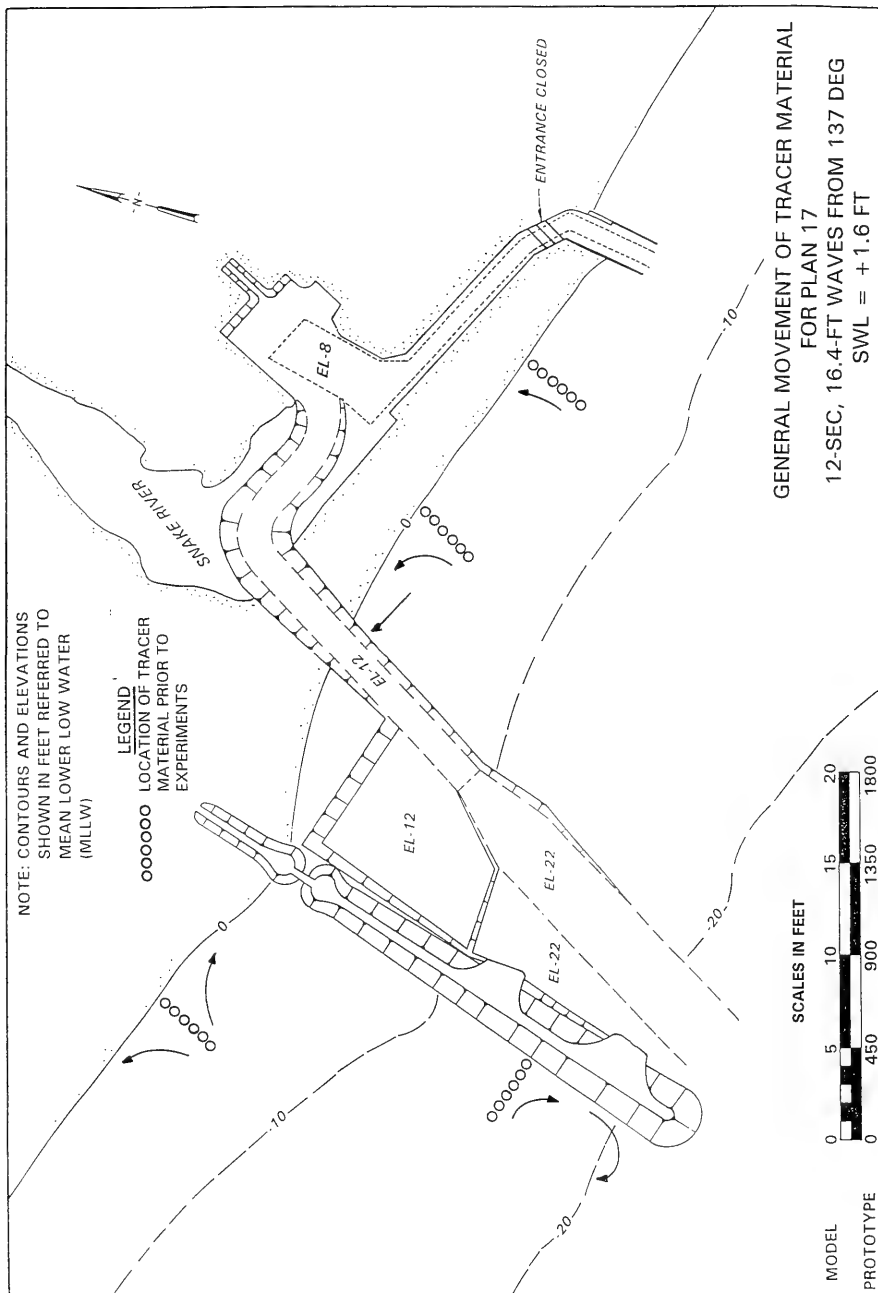 NOTE: CONTOURS AND ELEVATIONS
SHOWN IN FEET REFERRED TO
MEAN LOWER LOW WATER
(MLLW)
LEGEND
LOCATION OF TRACER
MATERIAL PRIOR TO
EXPERIMENTS
-N-
SNAKE RIVER
EL-8
ENTRANCE CLOSED
0
0
EL-12
EL-12
EL-22
EL-22
-10
-10
-20
-20
SCALES IN FEET
MODEL 0 5 10 15 20
PROTOTYPE 0 450 900 1350 1800
GENERAL MOVEMENT OF TRACER MATERIAL
FOR PLAN 17
12-SEC, 16.4-FT WAVES FROM 137 DEG
SWL = +1.6 FT